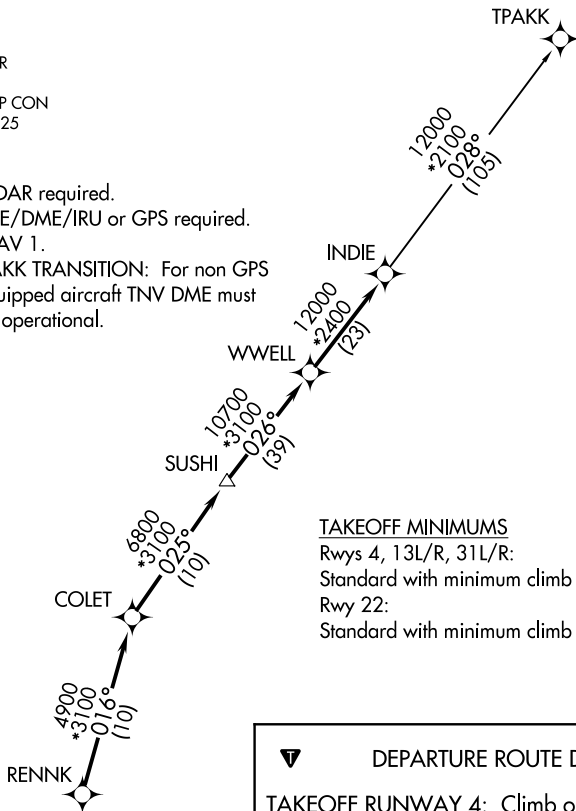 TPAKK
R
P CON
25
12000
*2100
028°
(105)
DAR required.
E/DME/IRU or GPS required.
AV 1.
AKK TRANSITION: For non GPS
uipped aircraft TNV DME must
operational.
INDIE
12000
*2400
(23)
WWELL
10700
*3100
026°
(39)
SUSHI
6800
*3100
025°
(10)
TAKEOFF MINIMUMS
Rwys 4, 13L/R, 31L/R:
Standard with minimum climb
Rwy 22:
Standard with minimum climb
COLET
4900
*3100
016°
(10)
RENNK
T
DEPARTURE ROUTE D
TAKEOFF RUNWAY 4: Climb o